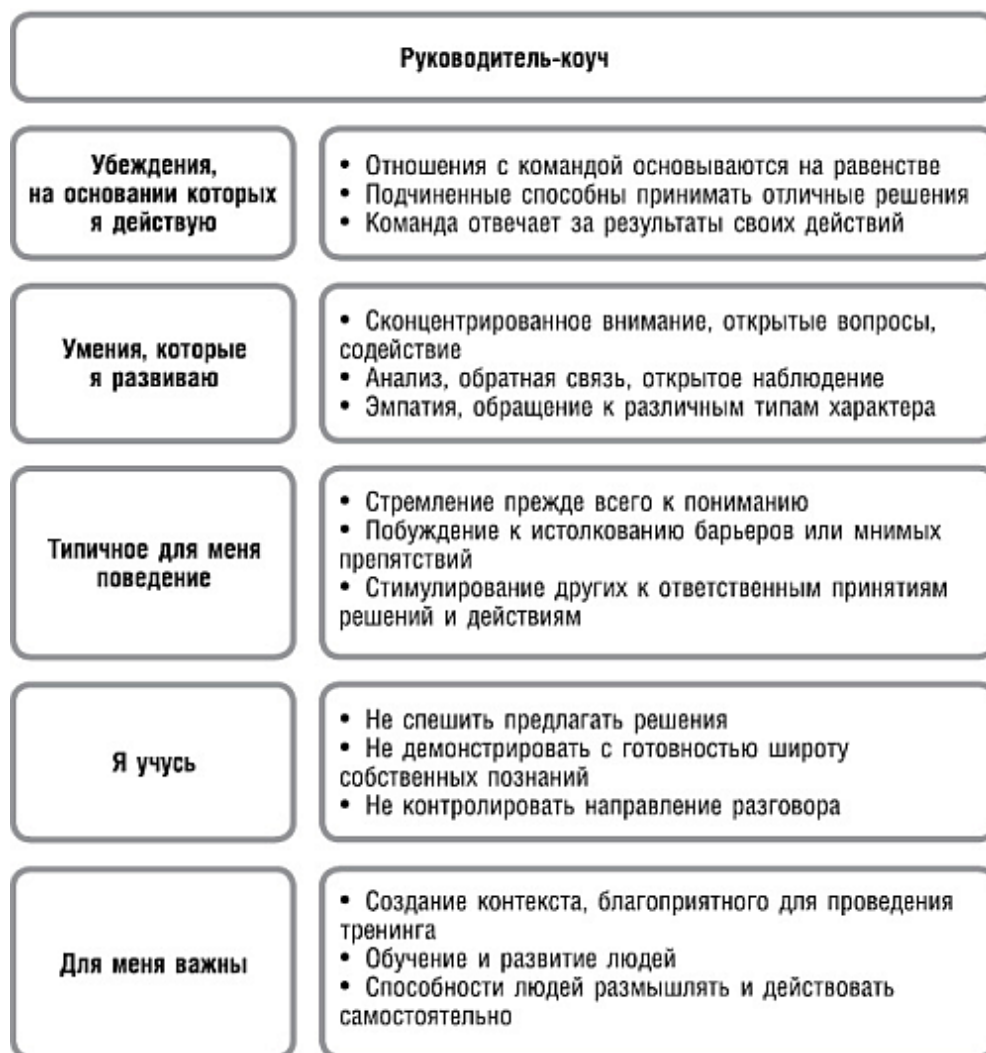 Руководитель-коуч
Убеждения,
на основании которых
я действую
• Отношения с командой основываются на равенстве
• Подчиненные способны принимать отличные решения
• Команда отвечает за результаты своих действий
Умения, которые
я развиваю
• Сконцентрированное внимание, открытые вопросы,
содействие
• Анализ, обратная связь, открытое наблюдение
• Эмпатия, обращение к различным типам характера
Типичное для меня
поведение
• Стремление прежде всего к пониманию
• Побуждение к истолкованию барьеров или мнимых
препятствий
• Стимулирование других к ответственным принятиям
решений и действиям
Я учусь
• Не спешить предлагать решения
• Не демонстрировать с готовностью широту
собственных познаний
• Не контролировать направление разговора
Для меня важны
• Создание контекста, благоприятного для проведения
тренинга
• Обучение и развитие людей
• Способности людей размышлять и действовать
самостоятельно